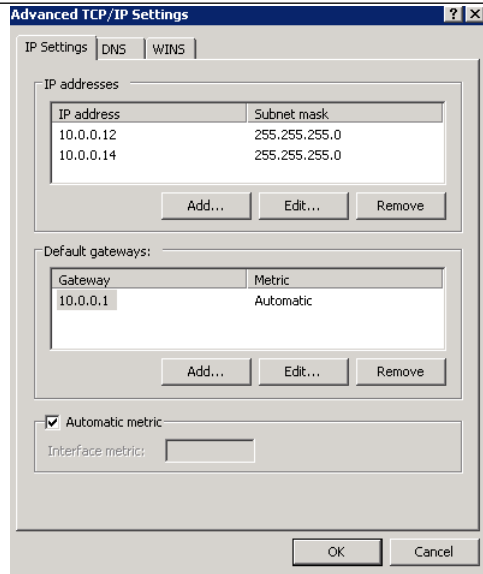 Advanced TCP/IP Settings
IP Settings DNS WINS
IP addresses
IP address Subnet mask
10.0.0.12 255.255.255.0
10.0.0.14 255.255.255.0
Add... Edit... Remove
Default gateways:
Gateway Metric
10.0.0.1 Automatic
Add... Edit... Remove
Automatic metric
Interface metric:
OK Cancel